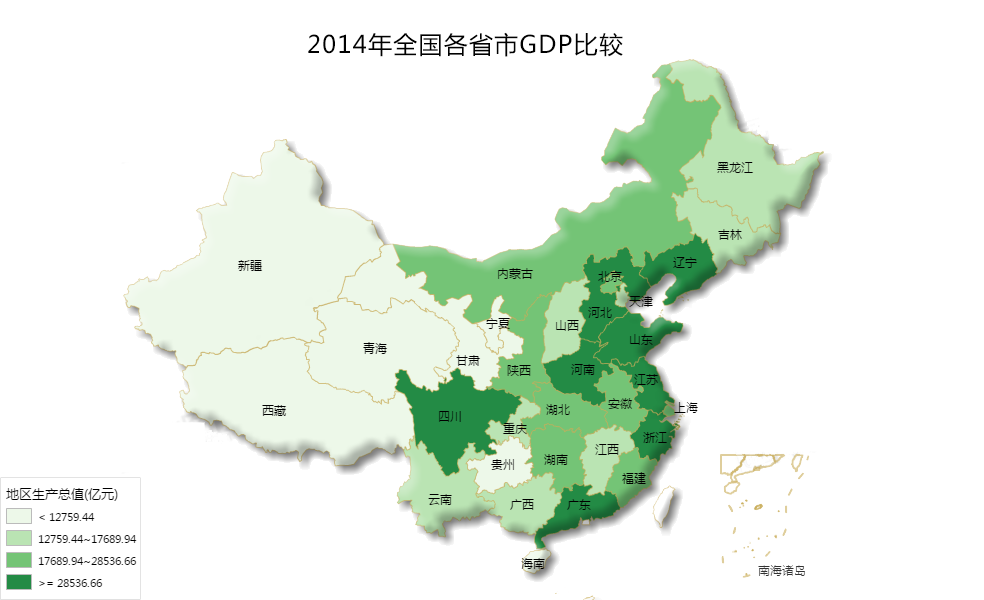 2014年全国各省市GDP比较
黑龙江
吉林
新疆
辽宁
内蒙古
北京
天津
河北
宁夏
山西
山东
青海
甘肃
陕西
河南
江苏
西藏
四川
湖北
安徽
上海
重庆
浙江
江西
湖南
贵州
福建
云南
广西
广东
海南
南海诸岛
地区生产总值(亿元)
< 12759.44
12759.44~17689.94
17689.94~28536.66
>= 28536.66